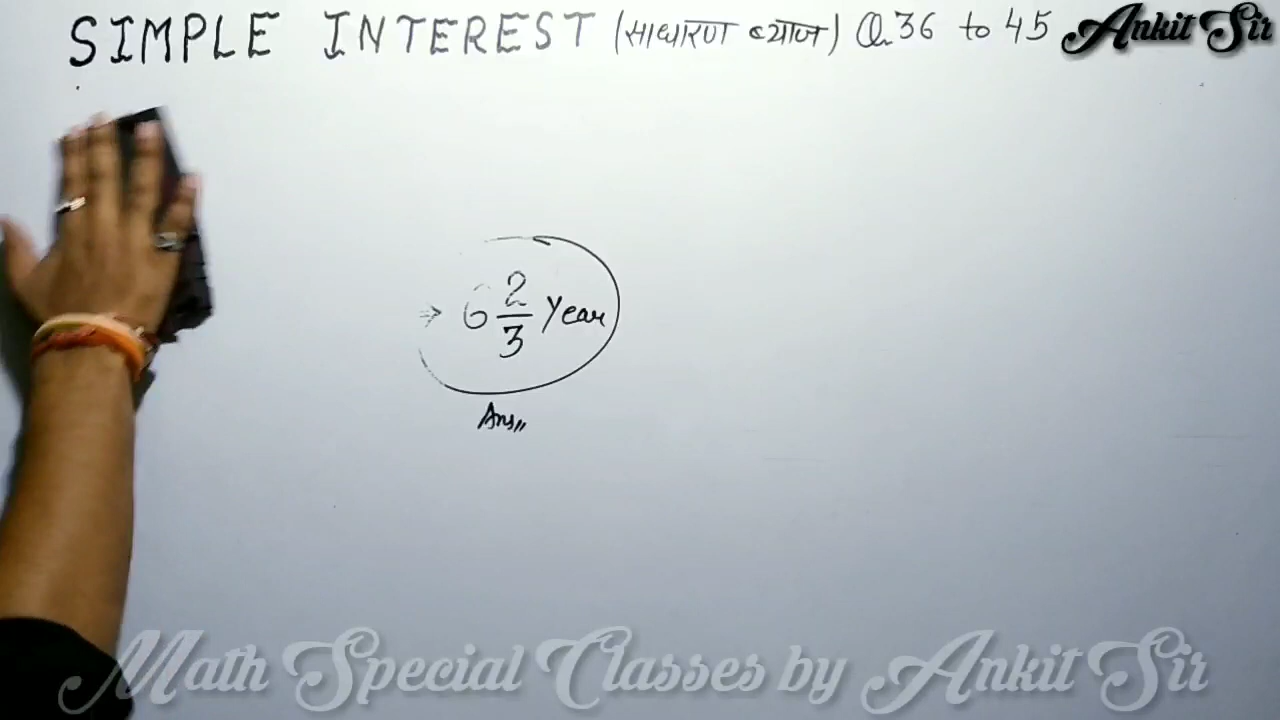 SIMPLE INTEREST (साधारण ब्याज) Q.36 to 45 Ankit Sir
⇒ 6 2/3 Year
Ans,,
Math Special Classes by Ankit Sir